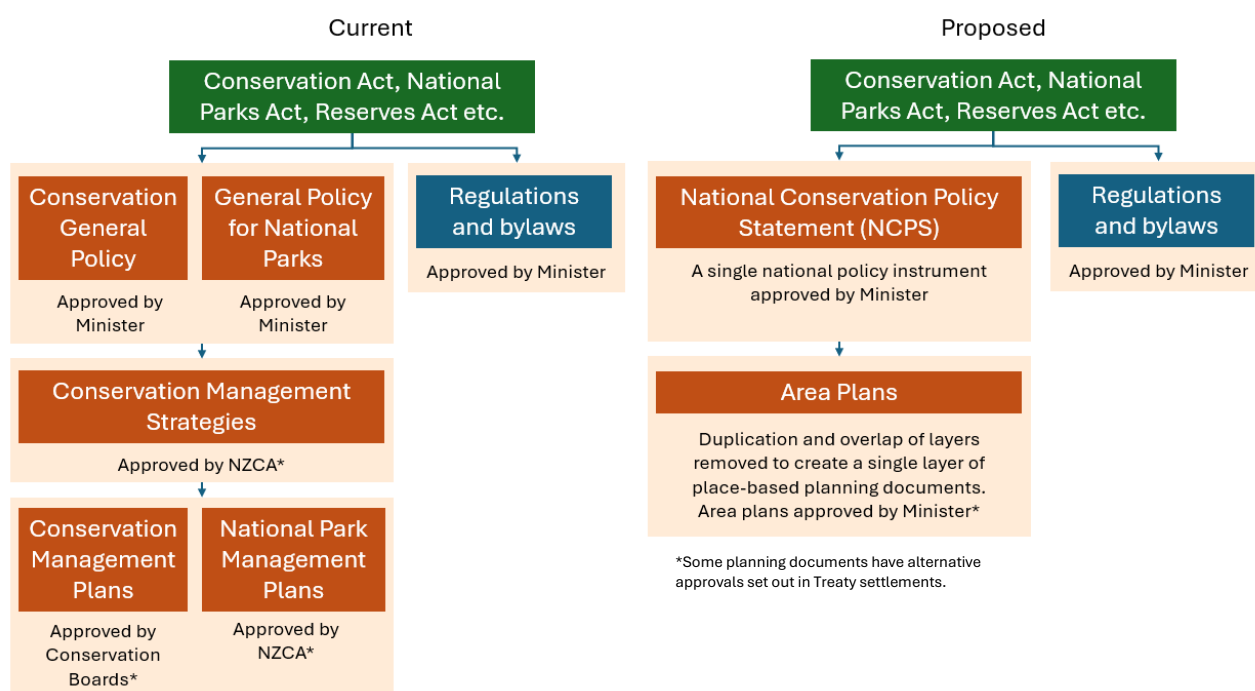 Current
Conservation Act, National
Parks Act, Reserves Act etc.
Conservation
General
Policy
Approved by
Minister
General Policy
for National
Parks
Approved by
Minister
Regulations
and bylaws
Approved by Minister
Conservation Management
Strategies
Approved by NZCA*
Conservation
Management
Plans
Approved by
Conservation
Boards*
National Park
Management
Plans
Approved by
NZCA*
Proposed
Conservation Act, National
Parks Act, Reserves Act etc.
National Conservation Policy
Statement (NCPS)
A single national policy instrument
approved by Minister
Regulations
and bylaws
Approved by Minister
Area Plans
Duplication and overlap of layers
removed to create a single layer of
place-based planning documents.
Area plans approved by Minister*
*Some planning documents have alternative
approvals set out in Treaty settlements.